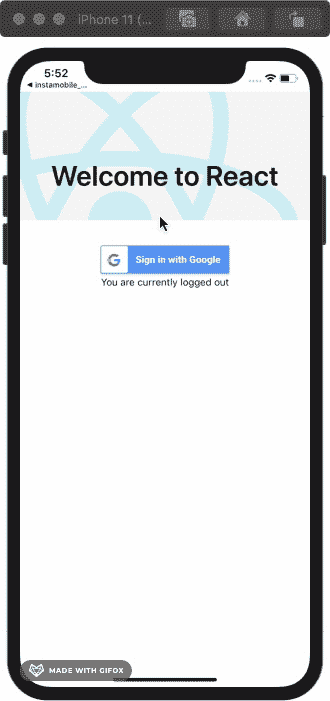 iPhone 11 (...
5:52
◀ instamobile_...
Welcome to React
G Sign in with Google
You are currently logged out
MADE WITH GIFOX